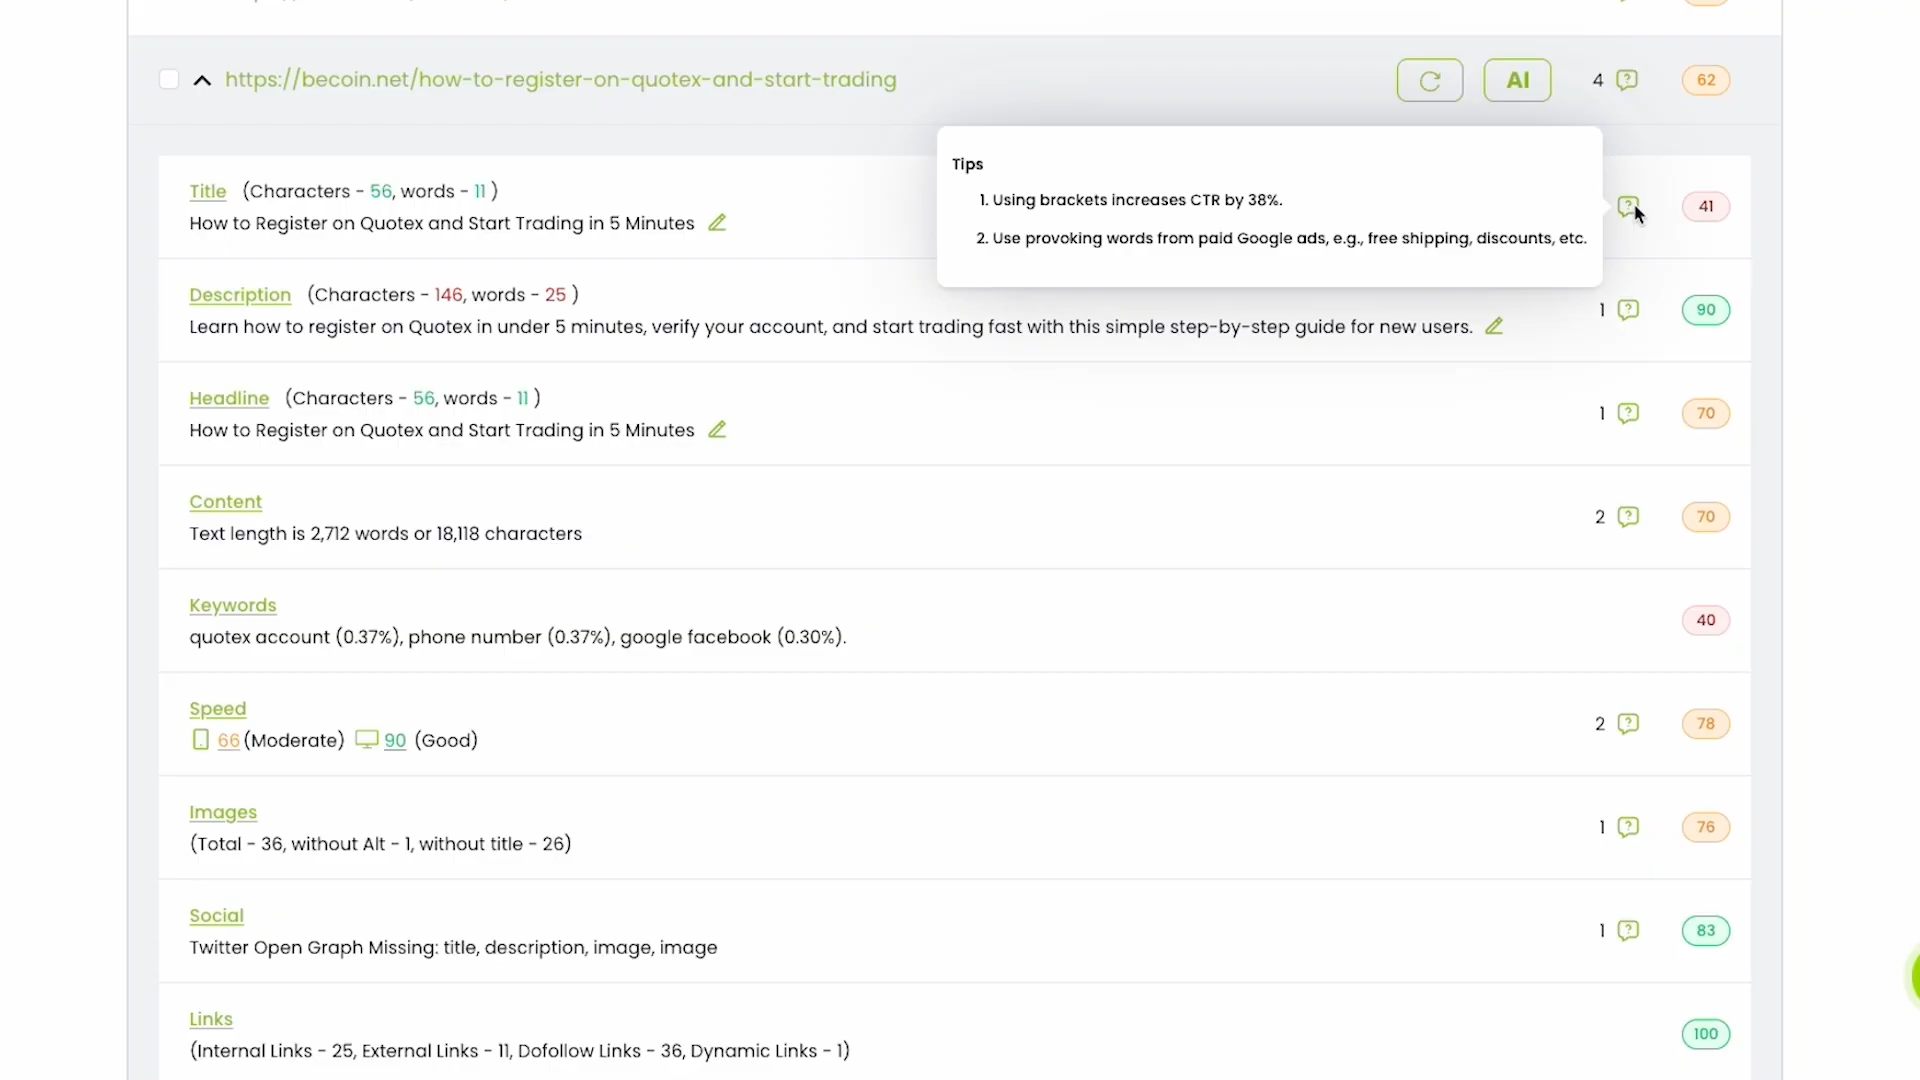 https://becoin.net/how-to-register-on-quotex-and-start-trading
AI
4
62
Tips
1. Using brackets increases CTR by 38%.
2. Use provoking words from paid Google ads, e.g., free shipping, discounts, etc.
Title (Characters - 56, words - 11 )
How to Register on Quotex and Start Trading in 5 Minutes
41
Description (Characters - 146, words - 25 )
Learn how to register on Quotex in under 5 minutes, verify your account, and start trading fast with this simple step-by-step guide for new users.
1
90
Headline (Characters - 56, words - 11 )
How to Register on Quotex and Start Trading in 5 Minutes
1
70
Content
Text length is 2,712 words or 18,118 characters
2
70
Keywords
quotex account (0.37%), phone number (0.37%), google facebook (0.30%).
40
Speed
66 (Moderate) 90 (Good)
2
78
Images
(Total - 36, without Alt - 1, without title - 26)
1
76
Social
Twitter Open Graph Missing: title, description, image, image
1
83
Links
(Internal Links - 25, External Links - 11, Dofollow Links - 36, Dynamic Links - 1)
100